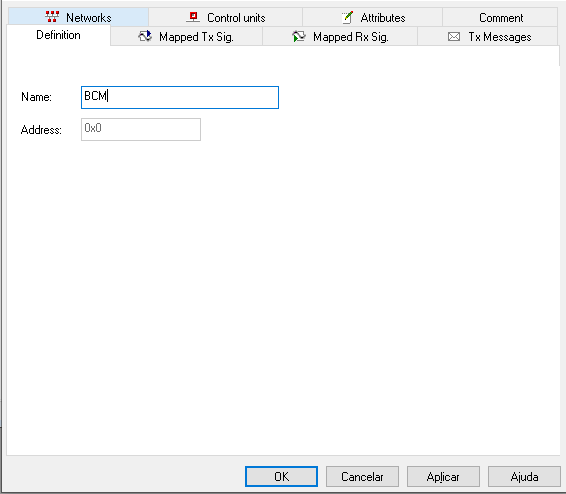 Networks Control units Attributes Comment
Definition Mapped Tx Sig. Mapped Rx Sig. Tx Messages
Name: BCM
Address: 0x0
OK Cancelar Aplicar Ajuda